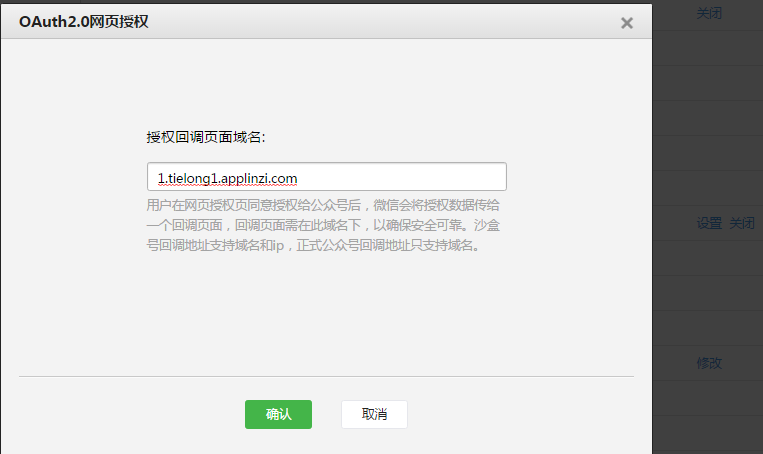 OAuth2.0网页授权
关闭
授权回调页面域名:
1.tielong1.applinzi.com
用户在网页授权页同意授权给公众号后，微信会将授权数据传给
一个回调页面，回调页面需在此域名下，以确保安全可靠。沙盒
号回调地址支持域名和ip，正式公众号回调地址只支持域名。
设置 关闭
修改
确认 取消